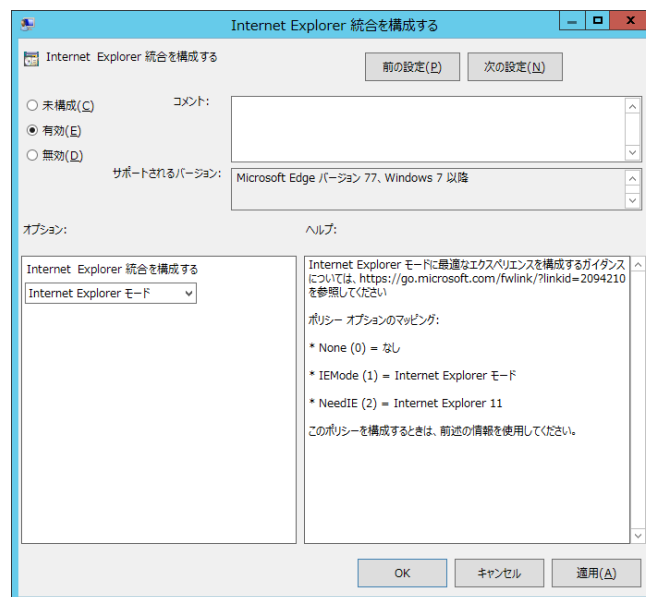 Internet Explorer 統合を構成する
Internet Explorer 統合を構成する
前の設定(P)
次の設定(N)
未構成(C)
有効(E)
無効(D)
コメント:
サポートされるバージョン:
Microsoft Edge バージョン 77、Windows 7 以降
オプション:
ヘルプ:
Internet Explorer 統合を構成する
Internet Explorer モード
Internet Explorer モードに最適なエクスペリエンスを構成するガイダンス
については、https://go.microsoft.com/fwlink/?linkid=2094210
を参照してください
ポリシー オプションのマッピング:
* None (0) = なし
* IEMode (1) = Internet Explorer モード
* NeedIE (2) = Internet Explorer 11
このポリシーを構成するときは、前述の情報を使用してください。
OK
キャンセル
適用(A)